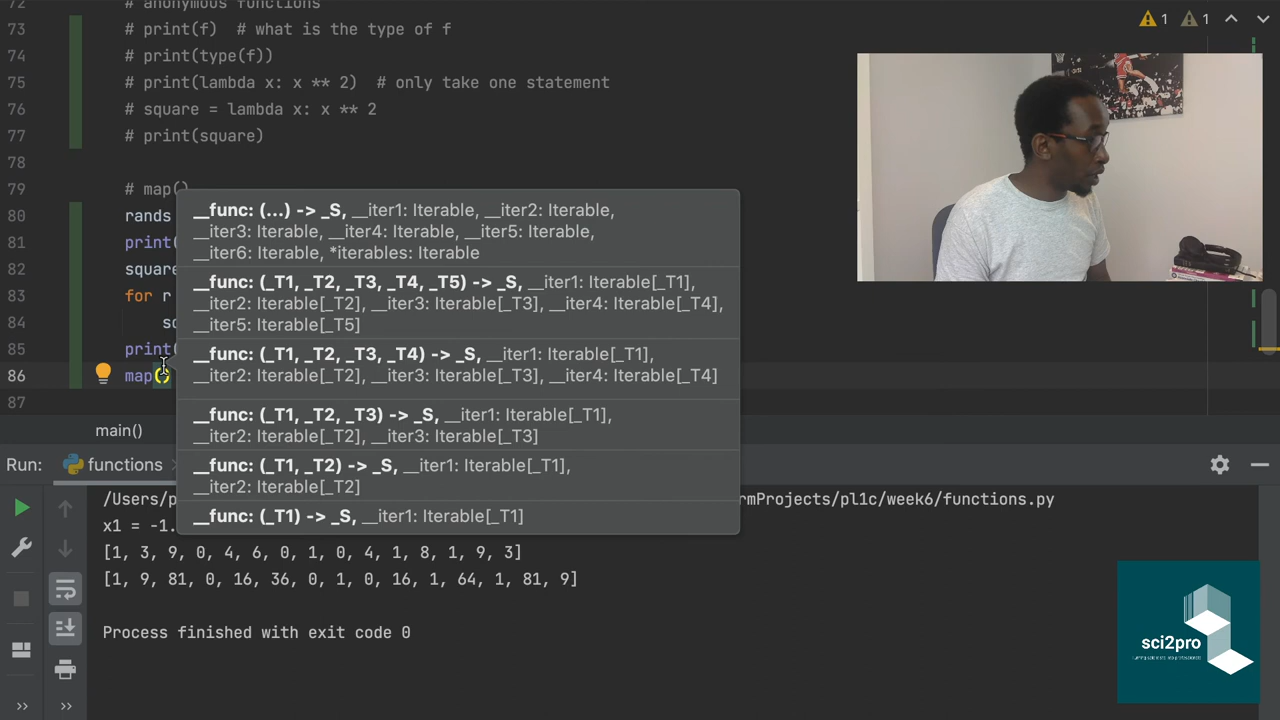 72 # anonymous functions
73 # print(f)  # what is the type of f
74 # print(type(f))
75 # print(lambda x: x ** 2)  # only take one statement
76 # square = lambda x: x ** 2
77 # print(square)
78
79 # map()
80 rands
81 print(
82 square
83 for r
84 sq
85 print(
86 map()
87
__func: (...) -> _S, __iter1: Iterable, __iter2: Iterable,
__iter3: Iterable, __iter4: Iterable, __iter5: Iterable,
__iter6: Iterable, *iterables: Iterable
__func: (_T1, _T2, _T3, _T4, _T5) -> _S, __iter1: Iterable[_T1],
__iter2: Iterable[_T2], __iter3: Iterable[_T3], __iter4: Iterable[_T4],
__iter5: Iterable[_T5]
__func: (_T1, _T2, _T3, _T4) -> _S, __iter1: Iterable[_T1],
__iter2: Iterable[_T2], __iter3: Iterable[_T3], __iter4: Iterable[_T4]
__func: (_T1, _T2, _T3) -> _S, __iter1: Iterable[_T1],
__iter2: Iterable[_T2], __iter3: Iterable[_T3]
__func: (_T1, _T2) -> _S, __iter1: Iterable[_T1],
__iter2: Iterable[_T2]
__func: (_T1) -> _S, __iter1: Iterable[_T1]
1 1
main()
Run: functions
/Users/p rmProjects/pl1c/week6/functions.py
x1 = -1.
[1, 3, 9, 0, 4, 6, 0, 1, 0, 4, 1, 8, 1, 9, 3]
[1, 9, 81, 0, 16, 36, 0, 1, 0, 16, 1, 64, 1, 81, 9]
Process finished with exit code 0
sci2pro